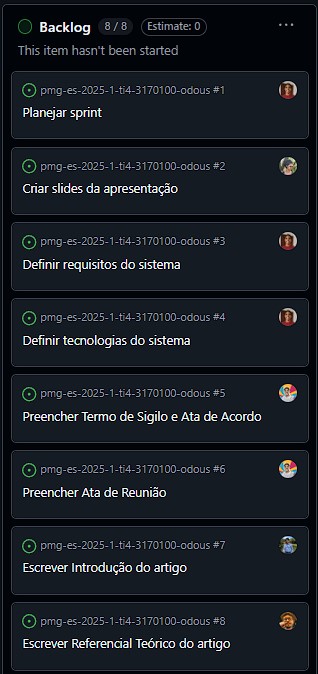 Backlog 8 / 8 Estimate: 0 ...
This item hasn't been started
pmg-es-2025-1-ti4-3170100-odous #1
Planejar sprint
pmg-es-2025-1-ti4-3170100-odous #2
Criar slides da apresentação
pmg-es-2025-1-ti4-3170100-odous #3
Definir requisitos do sistema
pmg-es-2025-1-ti4-3170100-odous #4
Definir tecnologias do sistema
pmg-es-2025-1-ti4-3170100-odous #5
Preencher Termo de Sigilo e Ata de Acordo
pmg-es-2025-1-ti4-3170100-odous #6
Preencher Ata de Reunião
pmg-es-2025-1-ti4-3170100-odous #7
Escrever Introdução do artigo
pmg-es-2025-1-ti4-3170100-odous #8
Escrever Referencial Teórico do artigo